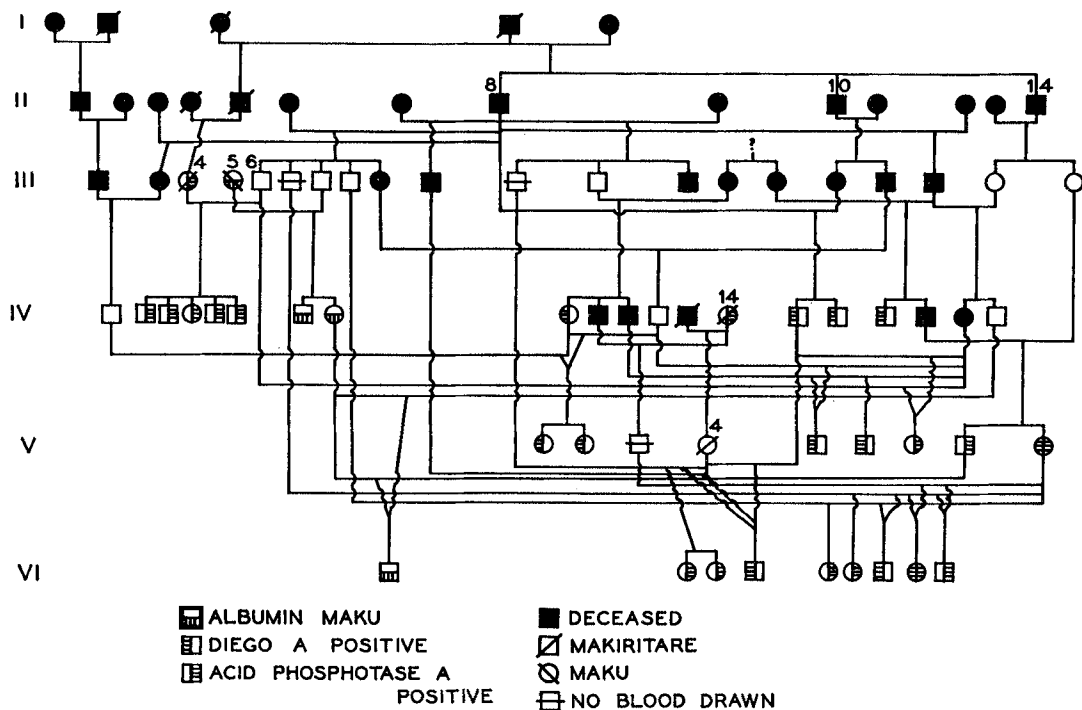 I
II 8 10 14
III 4 5 6 ?
IV 14
V 4
VI
ALBUMIN MAKU
DIEGO A POSITIVE
ACID PHOSPHOTASE A
POSITIVE
DECEASED
MAKIRITARE
MAKU
NO BLOOD DRAWN